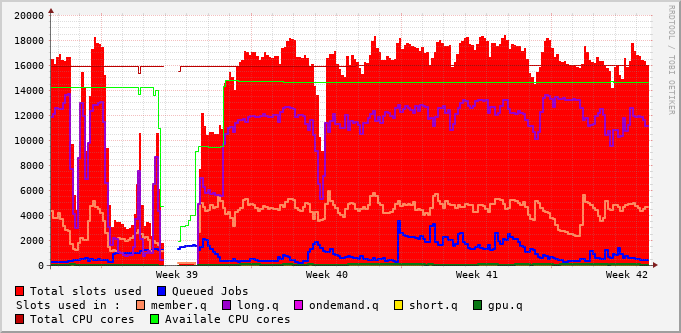 20000
18000
16000
14000
12000
10000
8000
6000
4000
2000
0
Week 39 Week 40 Week 41 Week 42
RRDTOOL / TOBI OETIKER
Total slots used Queued Jobs
Slots used in : member.q long.q ondemand.q short.q gpu.q
Total CPU cores Availale CPU cores